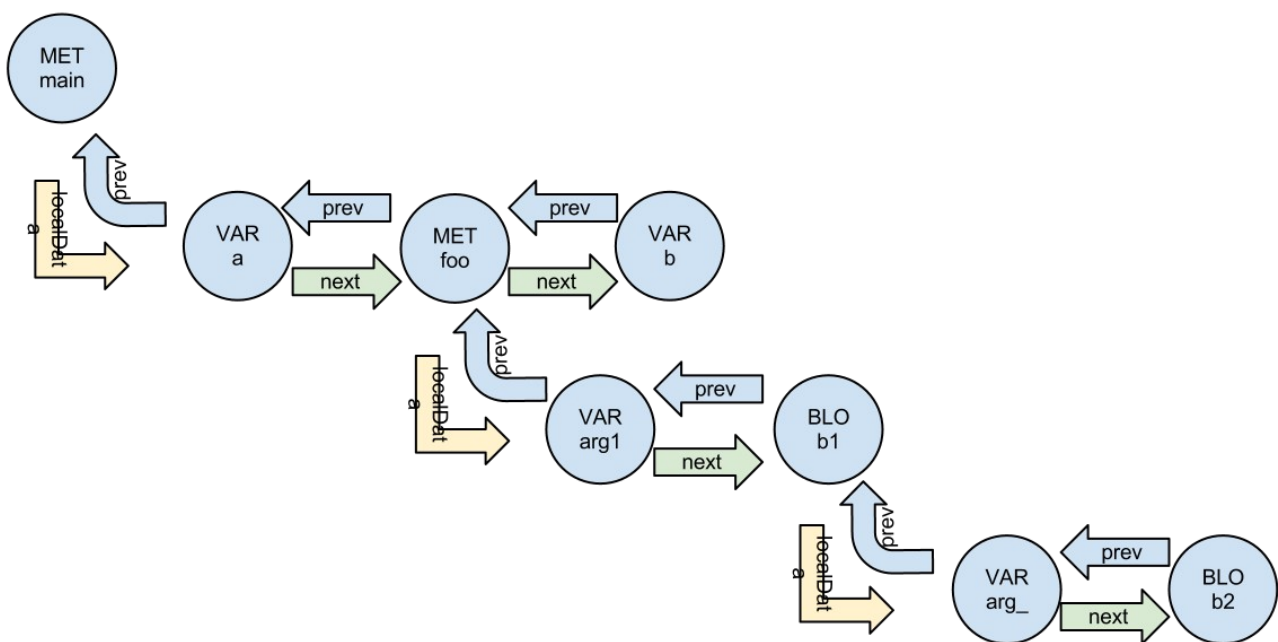 MET
main
prev
localDat
a
VAR
a
prev
next
MET
foo
prev
next
VAR
b
prev
localDat
a
VAR
arg1
prev
next
BLO
b1
prev
localDat
a
VAR
arg_
prev
next
BLO
b2